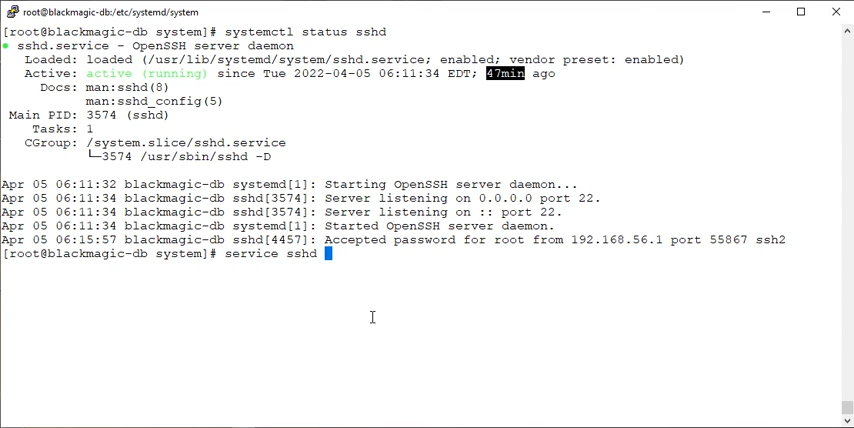 root@blackmagic-db:/etc/systemd/system
[root@blackmagic-db system]# systemctl status sshd
● sshd.service - OpenSSH server daemon
   Loaded: loaded (/usr/lib/systemd/system/sshd.service; enabled; vendor preset: enabled)
   Active: active (running) since Tue 2022-04-05 06:11:34 EDT; 47min ago
     Docs: man:sshd(8)
           man:sshd_config(5)
 Main PID: 3574 (sshd)
    Tasks: 1
   CGroup: /system.slice/sshd.service
           └─3574 /usr/sbin/sshd -D
Apr 05 06:11:32 blackmagic-db systemd[1]: Starting OpenSSH server daemon...
Apr 05 06:11:34 blackmagic-db sshd[3574]: Server listening on 0.0.0.0 port 22.
Apr 05 06:11:34 blackmagic-db sshd[3574]: Server listening on :: port 22.
Apr 05 06:11:34 blackmagic-db systemd[1]: Started OpenSSH server daemon.
Apr 05 06:15:57 blackmagic-db sshd[4457]: Accepted password for root from 192.168.56.1 port 55867 ssh2
[root@blackmagic-db system]# service sshd